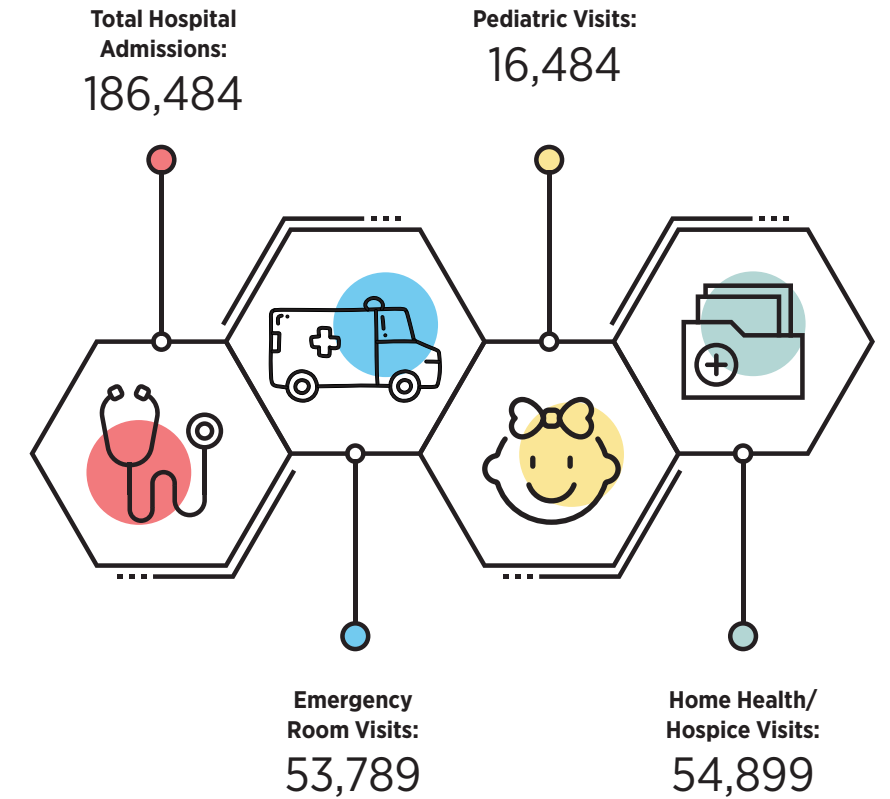 Total Hospital
Admissions:
186,484
Pediatric Visits:
16,484
Emergency
Room Visits:
53,789
Home Health/
Hospice Visits:
54,899